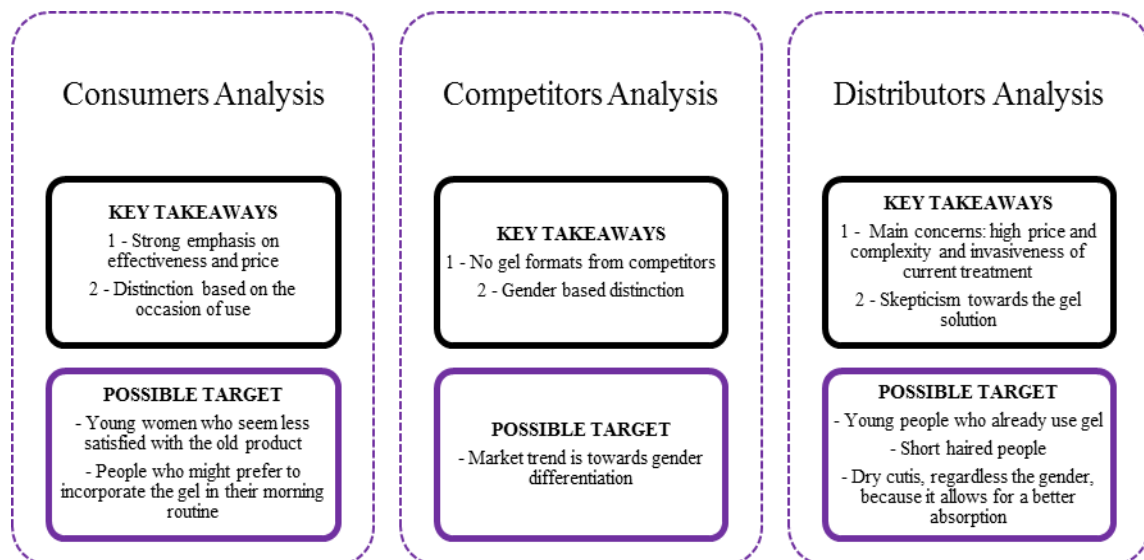 Consumers Analysis
KEY TAKEAWAYS
1 - Strong emphasis on
effectiveness and price
2 - Distinction based on the
occasion of use
POSSIBLE TARGET
- Young women who seem less
satisfied with the old product
- People who might prefer to
incorporate the gel in their morning
routine
Competitors Analysis
KEY TAKEAWAYS
1 - No gel formats from competitors
2 - Gender based distinction
POSSIBLE TARGET
- Market trend is towards gender
differentiation
Distributors Analysis
KEY TAKEAWAYS
1 - Main concerns: high price and
complexity and invasiveness of
current treatment
2 - Skepticism towards the gel
solution
POSSIBLE TARGET
- Young people who already use gel
- Short haired people
- Dry cutis, regardless the gender,
because it allows for a better
absorption